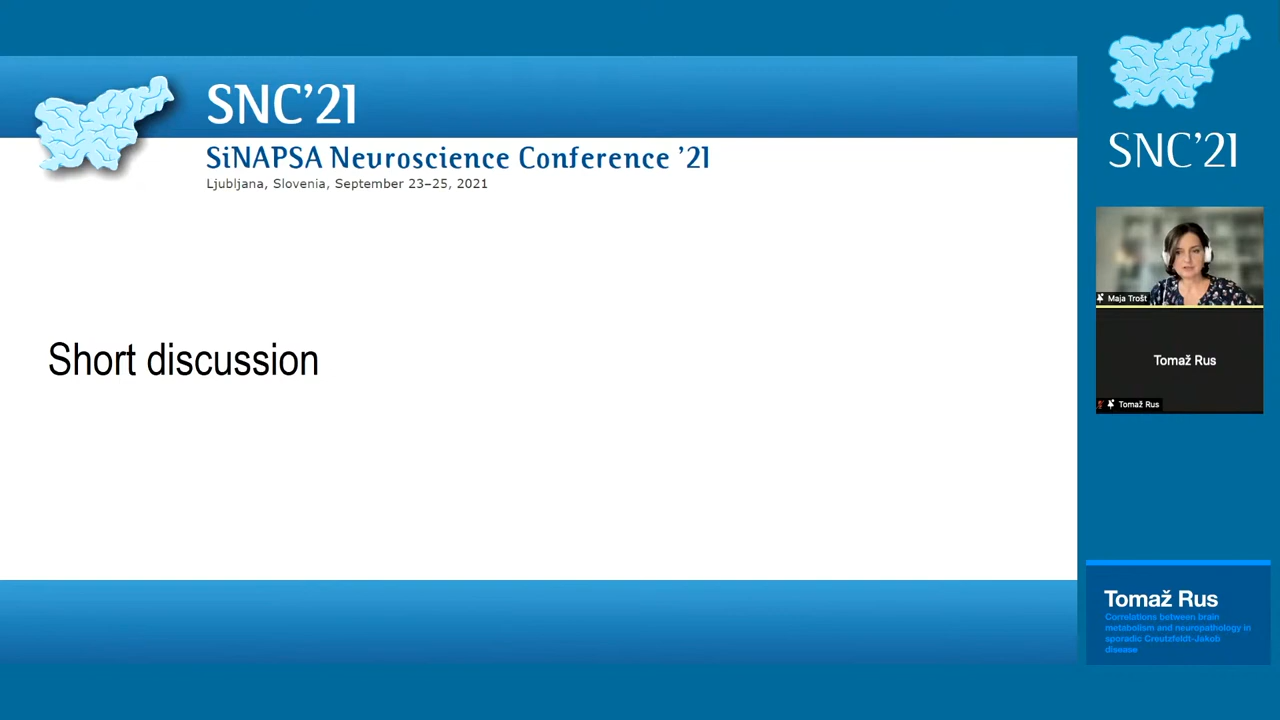 SNC’21
SiNAPSA Neuroscience Conference ’21
Ljubljana, Slovenia, September 23–25, 2021
Short discussion
SNC’21
Maja Trošt
Tomaž Rus
Tomaž Rus
Tomaž Rus
Correlations between brain
metabolism and neuropathology in
sporadic Creutzfeldt-Jakob
disease